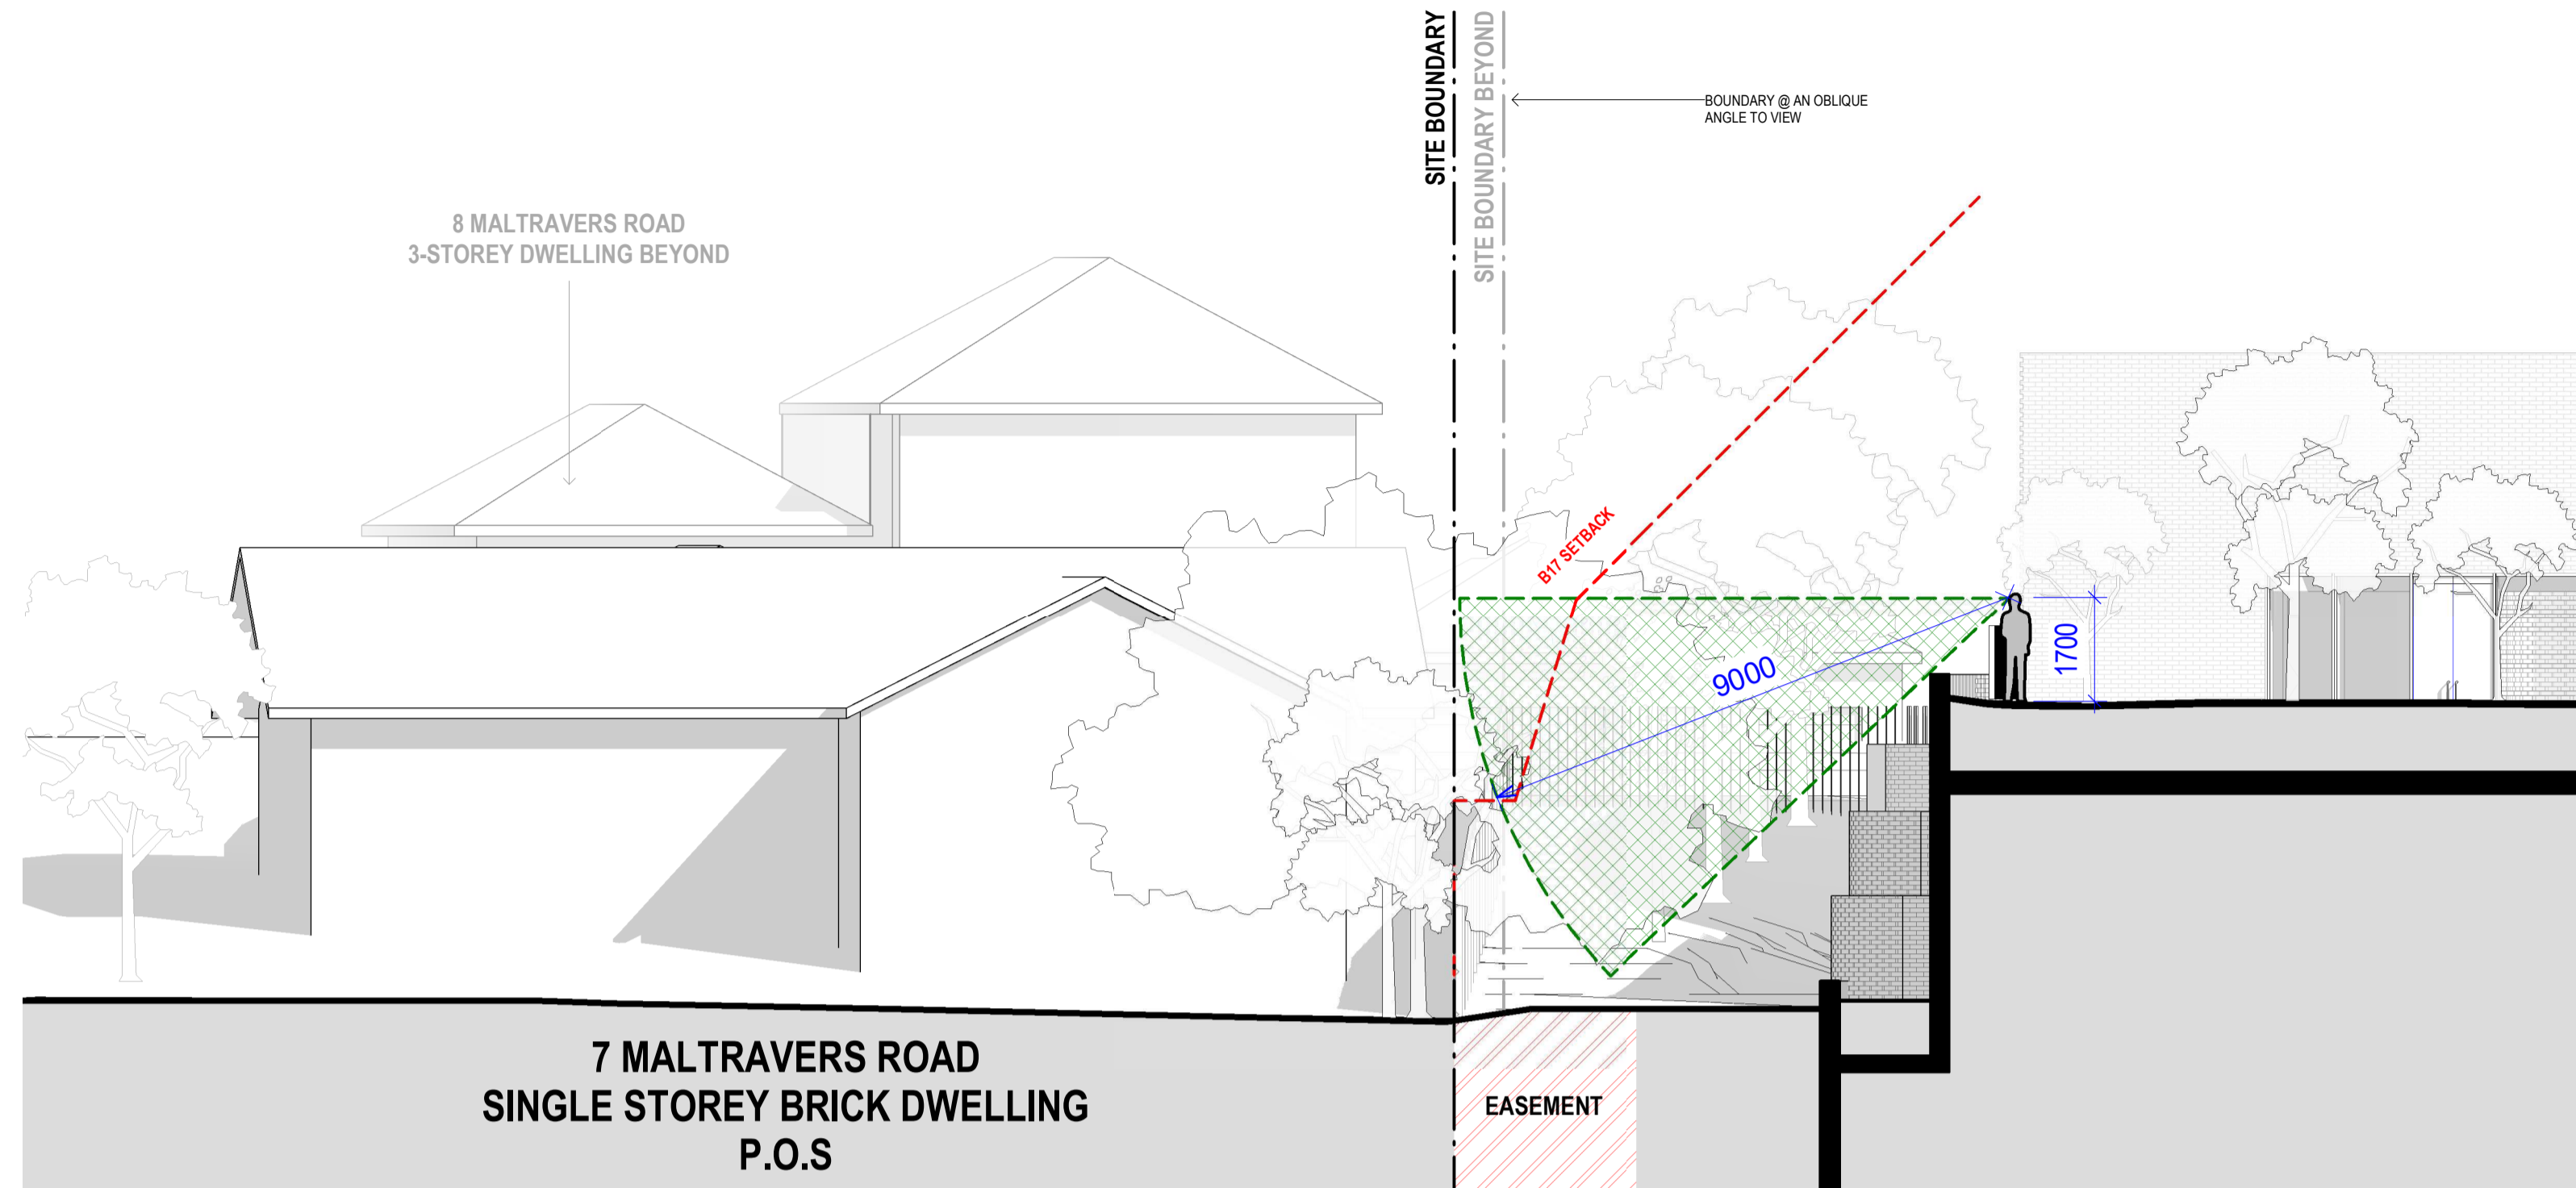 SITE BOUNDARY
SITE BOUNDARY BEYOND
BOUNDARY @ AN OBLIQUE
ANGLE TO VIEW
8 MALTRAVERS ROAD
3-STOREY DWELLING BEYOND
B17 SETBACK
9000
1700
7 MALTRAVERS ROAD
SINGLE STOREY BRICK DWELLING
P.O.S
EASEMENT